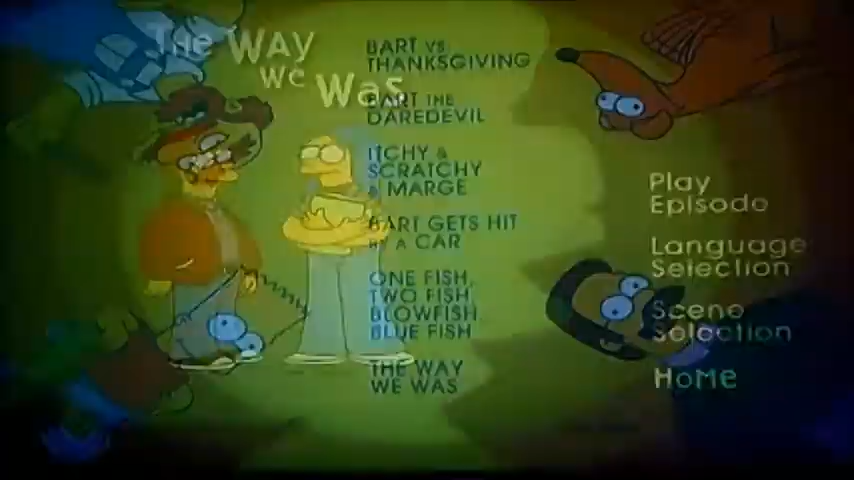 The WAY
we Was
BART VS.
THANKSGIVING
BART THE
DAREDEVIL
ITCHY &
SCRATCHY
& MARGE
BART GETS HIT
BY A CAR
ONE FISH,
TWO FISH,
BLOWFISH,
BLUE FISH
THE WAY
WE WAS
Play
Episode
Language
Selection
Scene
Selection
HoMe